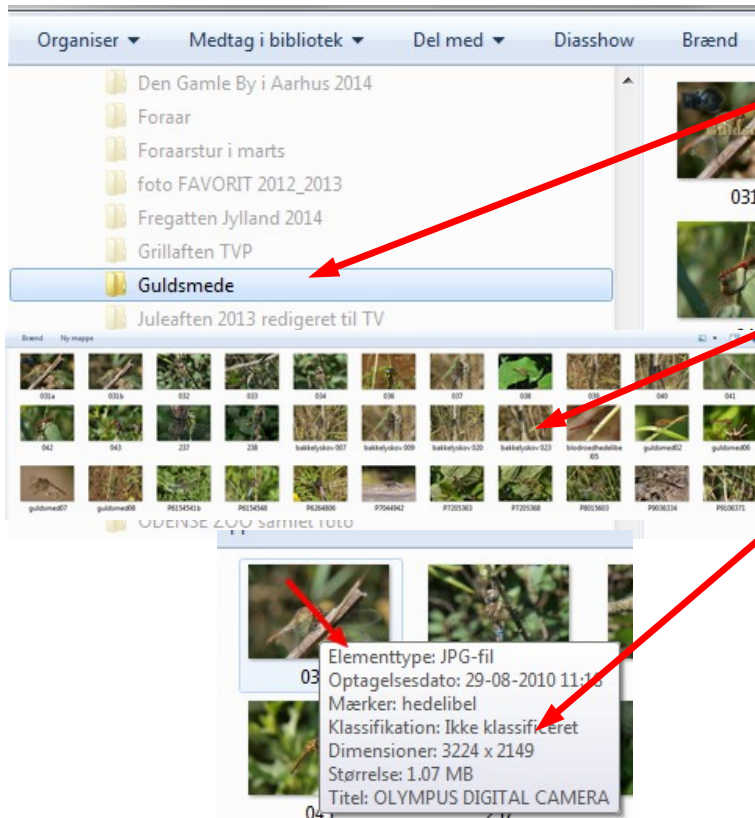 Organiser Medtag i bibliotek Del med Diasshow Brænd
Den Gamle By i Aarhus 2014
Foraar
Foraarstur i marts
foto FAVORIT 2012_2013
Fregatten Jylland 2014
Grillaften TVP
Guldsmede
Juleaften 2013 redigeret til TV
031
Brænd Ny mappe
031a 031b 032 033 034 036 037 038 039 040 041
042 043 237 238 bakkelyskov 007 bakkelyskov 009 bakkelyskov 020 bakkelyskov 023 blodroedhedelibel05 guldsmed02 guldsmed06
guldsmed07 guldsmed08 P6154541b P6154548 P6264806 P7044942 P7205363 P7205368 P8015603 P9036334 P9106371
ODENSE ZOO samlet foto
03
Elementtype: JPG-fil
Optagelsesdato: 29-08-2010 11:18
Mærker: hedelibel
Klassifikation: Ikke klassificeret
Dimensioner: 3224 x 2149
Størrelse: 1.07 MB
Titel: OLYMPUS DIGITAL CAMERA